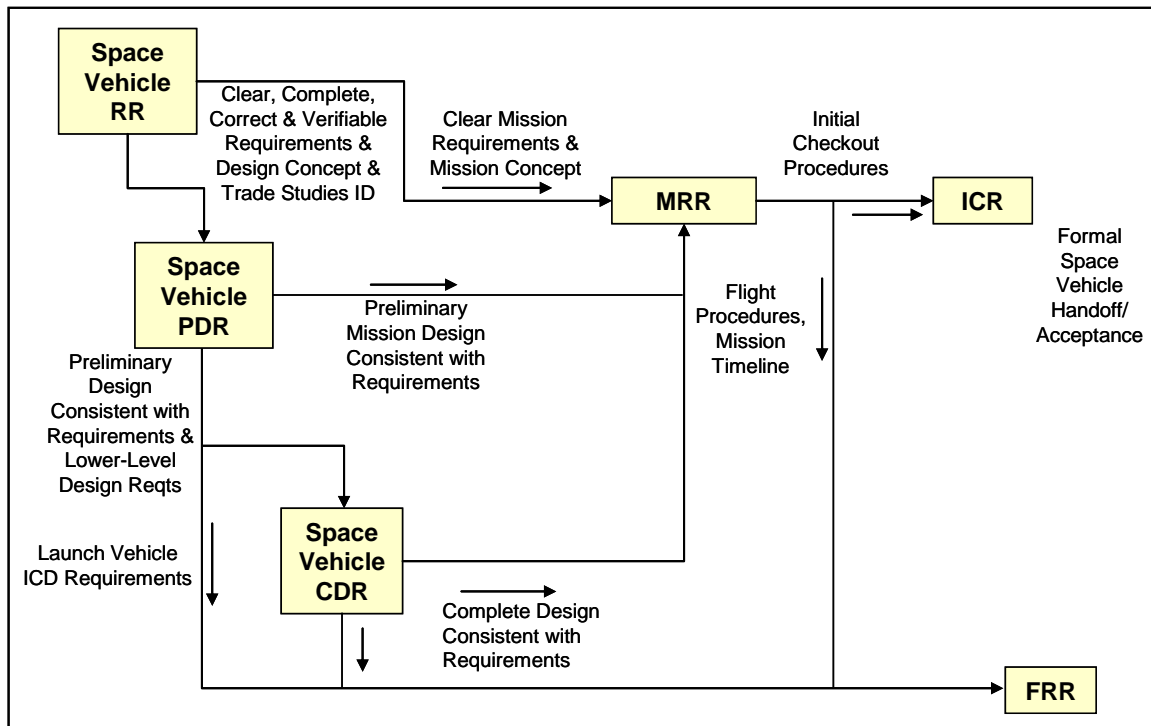 Space
Vehicle
RR
Clear, Complete,
Correct & Verifiable
Requirements &
Design Concept &
Trade Studies ID
Clear Mission
Requirements
& Mission Concept
Initial
Checkout
Procedures
MRR
ICR
Formal
Space
Vehicle
Handoff/
Acceptance
Space
Vehicle
PDR
Preliminary
Mission Design
Consistent with
Requirements
Flight
Procedures,
Mission
Timeline
Preliminary
Design
Consistent with
Requirements &
Lower-Level
Design Reqts
Launch Vehicle
ICD Requirements
Space
Vehicle
CDR
Complete Design
Consistent with
Requirements
FRR